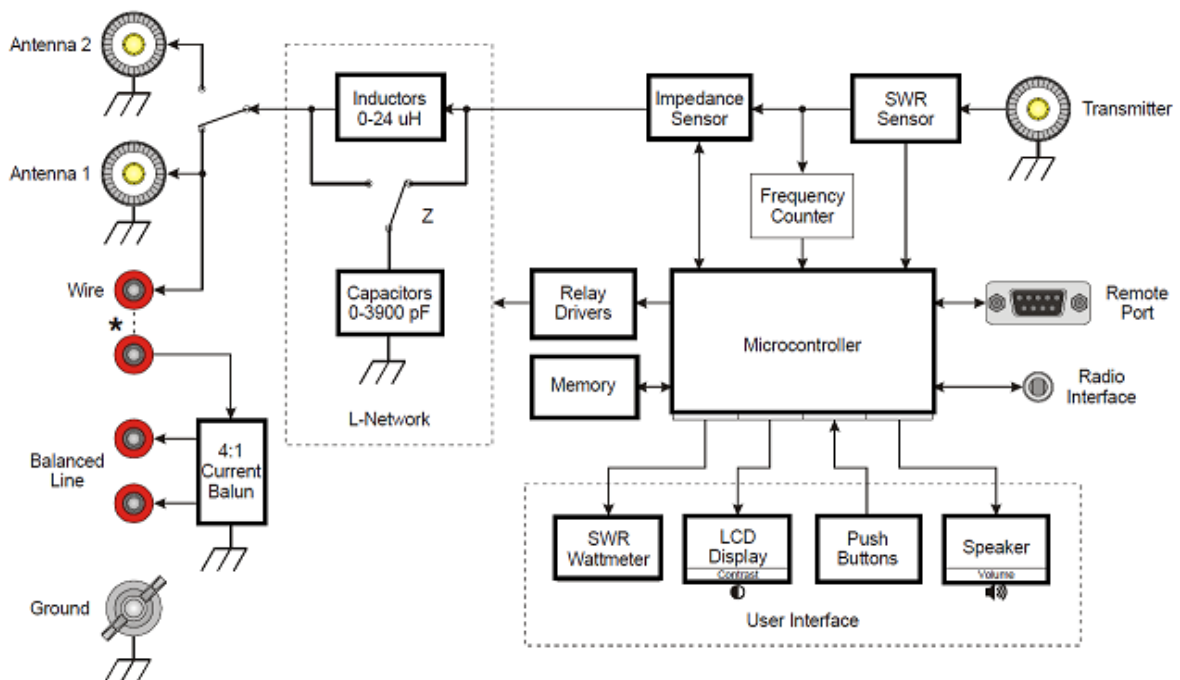 Antenna 2
Inductors
0-24 uH
Impedance
Sensor
SWR
Sensor
Transmitter
Antenna 1
Z
Frequency
Counter
Wire
*
Capacitors
0-3900 pF
Relay
Drivers
Microcontroller
Remote
Port
Memory
Radio
Interface
L-Network
Balanced
Line
4:1
Current
Balun
SWR
Wattmeter
LCD
Display
Contrast
Push
Buttons
Speaker
Volume
Ground
User Interface